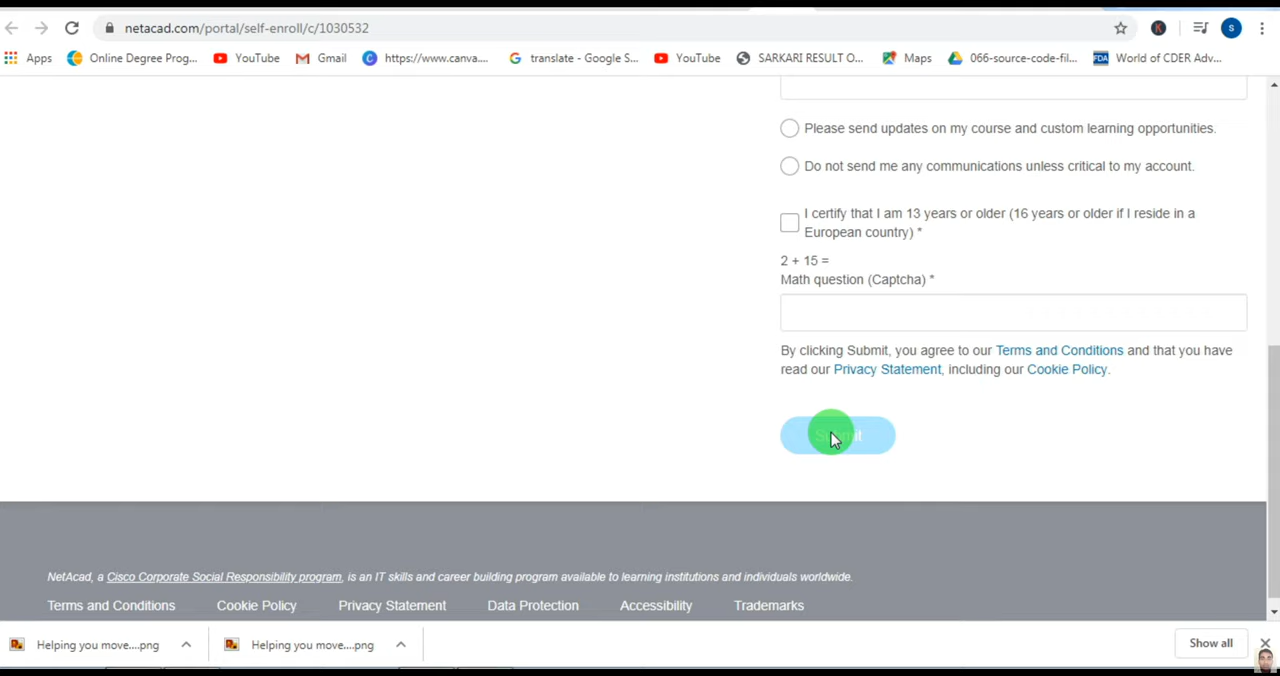 netacad.com/portal/self-enroll/c/1030532
K
s
Apps
Online Degree Prog...
YouTube
Gmail
C
https://www.canva....
translate - Google S...
YouTube
SARKARI RESULT O...
Maps
066-source-code-fil...
FDA
World of CDER Adv...
Please send updates on my course and custom learning opportunities.
Do not send me any communications unless critical to my account.
I certify that I am 13 years or older (16 years or older if I reside in a
European country) *
2 + 15 =
Math question (Captcha) *
By clicking Submit, you agree to our Terms and Conditions and that you have
read our Privacy Statement, including our Cookie Policy.
Submit
NetAcad, a Cisco Corporate Social Responsibility program, is an IT skills and career building program available to learning institutions and individuals worldwide.
Terms and Conditions
Cookie Policy
Privacy Statement
Data Protection
Accessibility
Trademarks
Helping you move....png
Helping you move....png
Show all